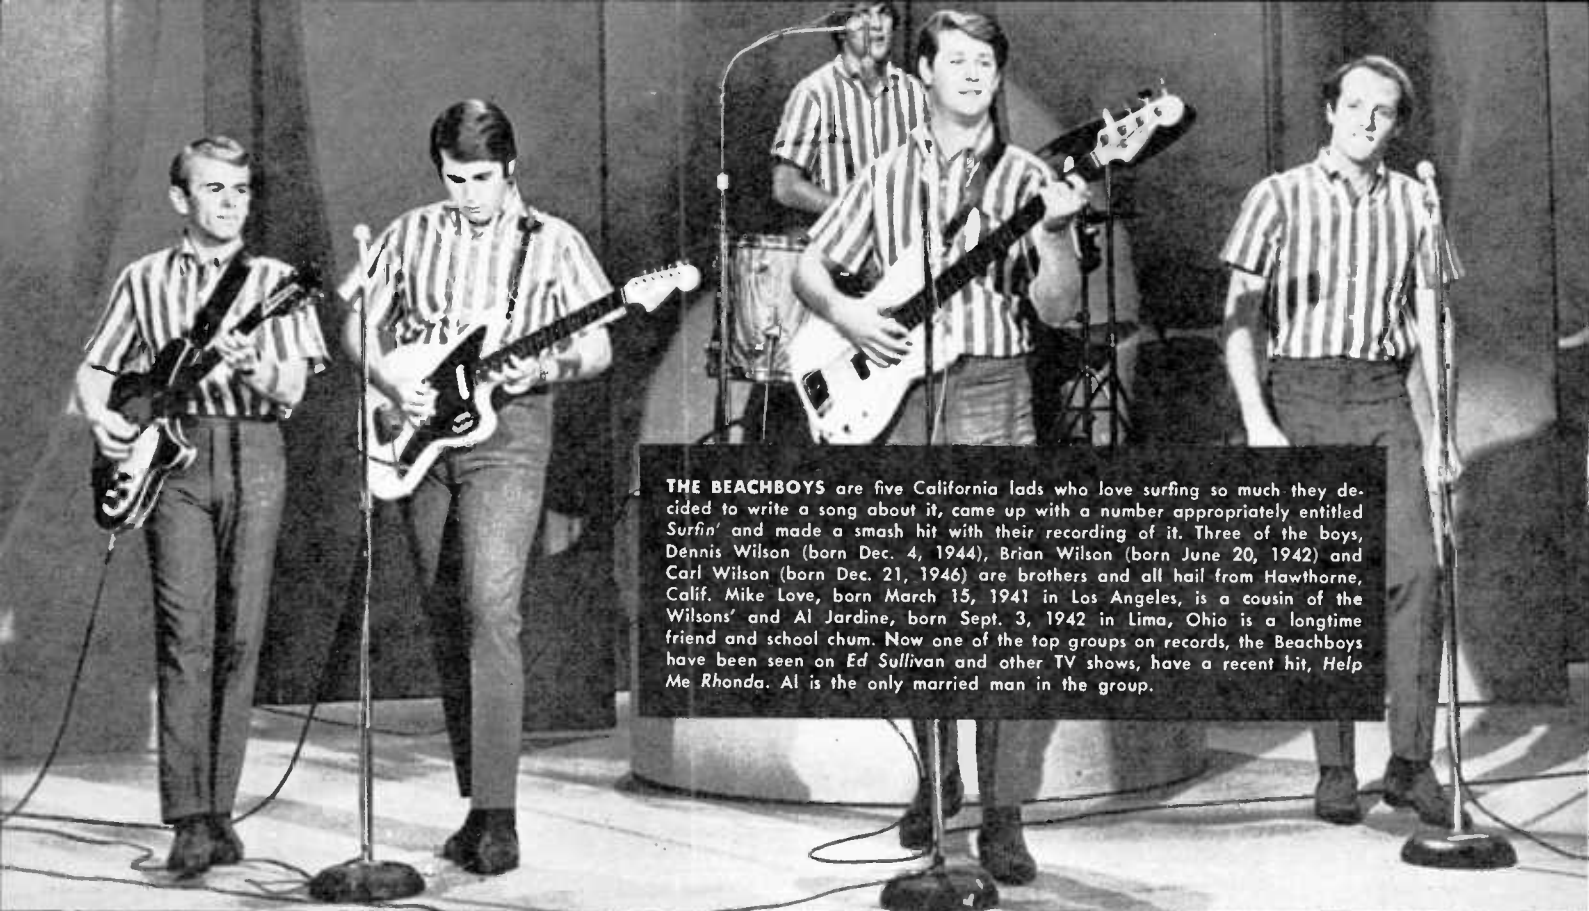 THE BEACHBOYS are five California lads who love surfing so much they de-
cided to write a song about it, came up with a number appropriately entitled
Surfin' and made a smash hit with their recording of it. Three of the boys,
Dennis Wilson (born Dec. 4, 1944), Brian Wilson (born June 20, 1942) and
Carl Wilson (born Dec. 21, 1946) are brothers and all hail from Hawthorne,
Calif. Mike Love, born March 15, 1941 in Los Angeles, is a cousin of the
Wilsons' and Al Jardine, born Sept. 3, 1942 in Lima, Ohio is a longtime
friend and school chum. Now one of the top groups on records, the Beachboys
have been seen on Ed Sullivan and other TV shows, have a recent hit, Help
Me Rhonda. Al is the only married man in the group.